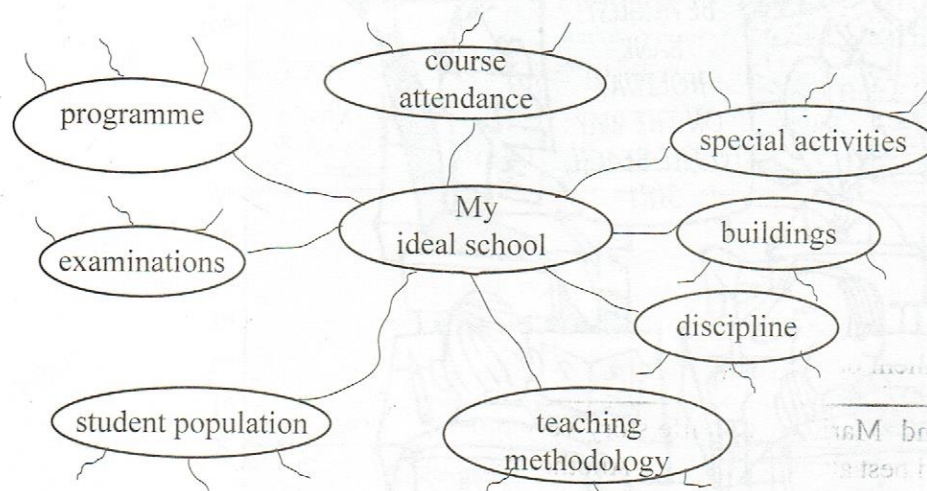 course
attendance
programme
special activities
My
ideal school
buildings
examinations
discipline
student population
teaching
methodology